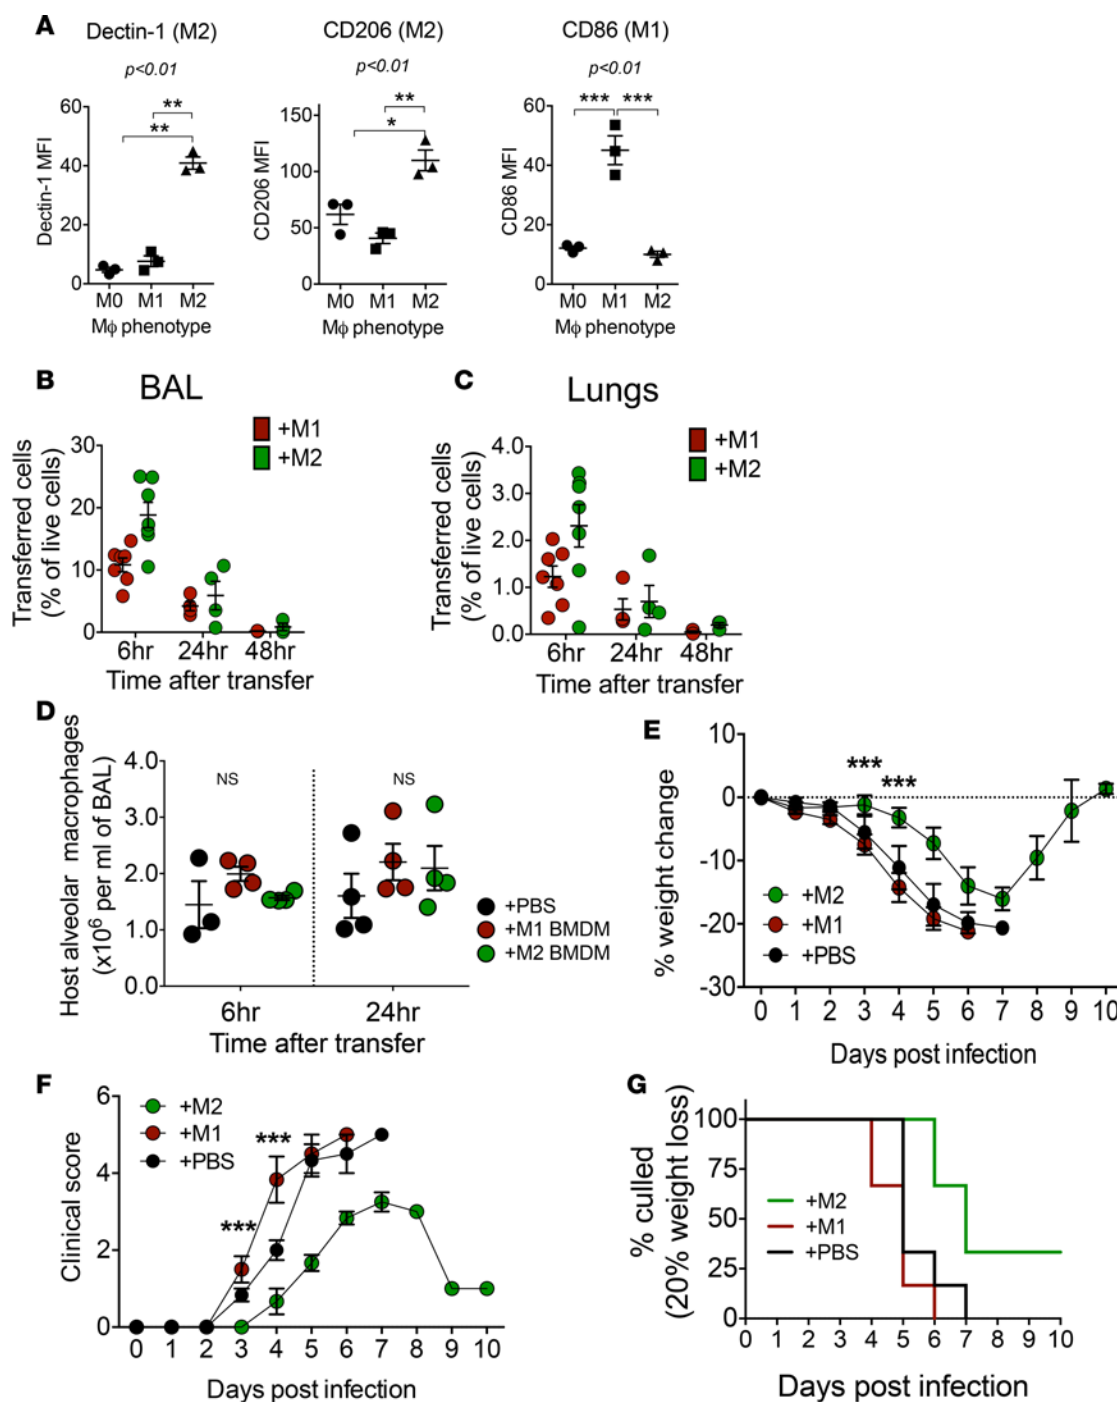 A
Dectin-1 (M2)
p<0.01
**
**
60
40
20
0
Dectin-1 MFI
M0 M1 M2
Mϕ phenotype
CD206 (M2)
p<0.01
**
*
150
100
50
0
CD206 MFI
M0 M1 M2
Mϕ phenotype
CD86 (M1)
p<0.01
*** ***
60
40
20
0
CD86 MFI
M0 M1 M2
Mϕ phenotype
B
BAL
+M1
+M2
30
20
10
0
Transferred cells
(% of live cells)
6hr 24hr 48hr
Time after transfer
C
Lungs
+M1
+M2
4.0
3.0
2.0
1.0
0.0
Transferred cells
(% of live cells)
6hr 24hr 48hr
Time after transfer
D
Host alveolar macrophages
(x10⁶ per ml of BAL)
4.0
3.0
2.0
1.0
0.0
NS NS
+PBS
+M1 BMDM
+M2 BMDM
6hr 24hr
Time after transfer
E
% weight change
10
0
-10
-20
-30
*** ***
+M2
+M1
+PBS
0 1 2 3 4 5 6 7 8 9 10
Days post infection
F
Clinical score
6
4
2
0
+M2
+M1
+PBS
***
***
0 1 2 3 4 5 6 7 8 9 10
Days post infection
G
% culled
(20% weight loss)
100
75
50
25
0
+M2
+M1
+PBS
0 1 2 3 4 5 6 7 8 9 10
Days post infection